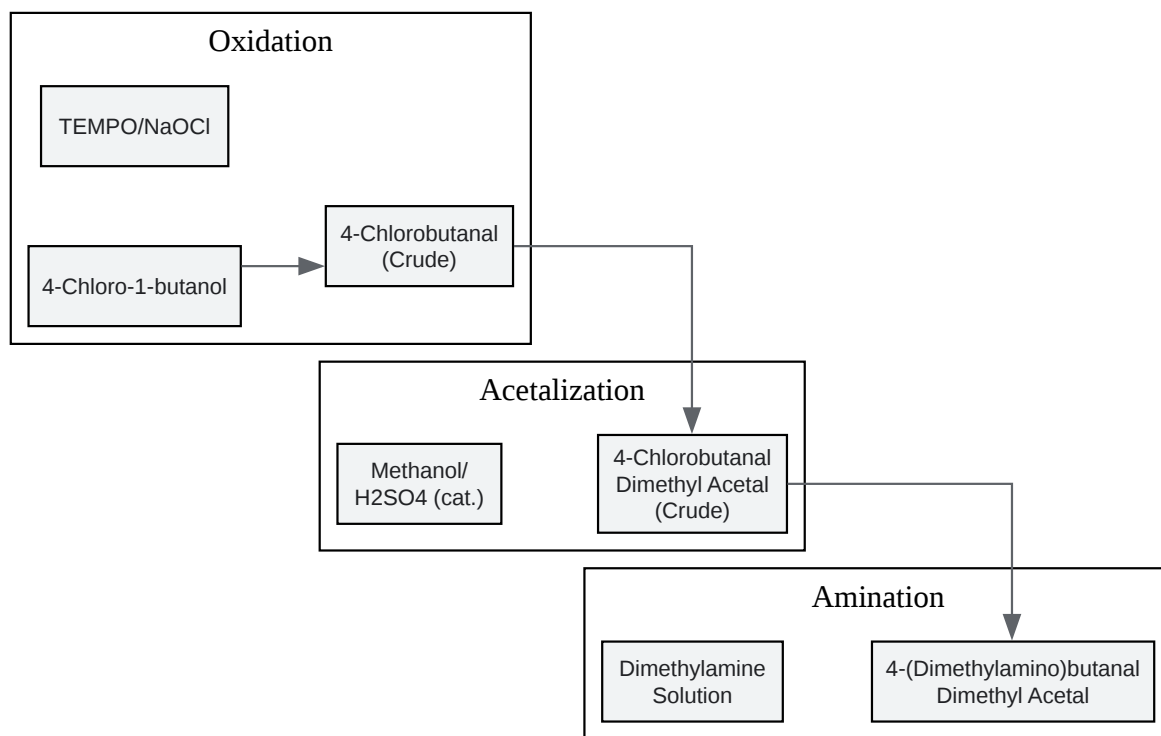 Oxidation
TEMPO/NaOCl
4-Chloro-1-butanol
4-Chlorobutanal
(Crude)
Acetalization
Methanol/
H2SO4 (cat.)
4-Chlorobutanal
Dimethyl Acetal
(Crude)
Amination
Dimethylamine
Solution
4-(Dimethylamino)butanal
Dimethyl Acetal